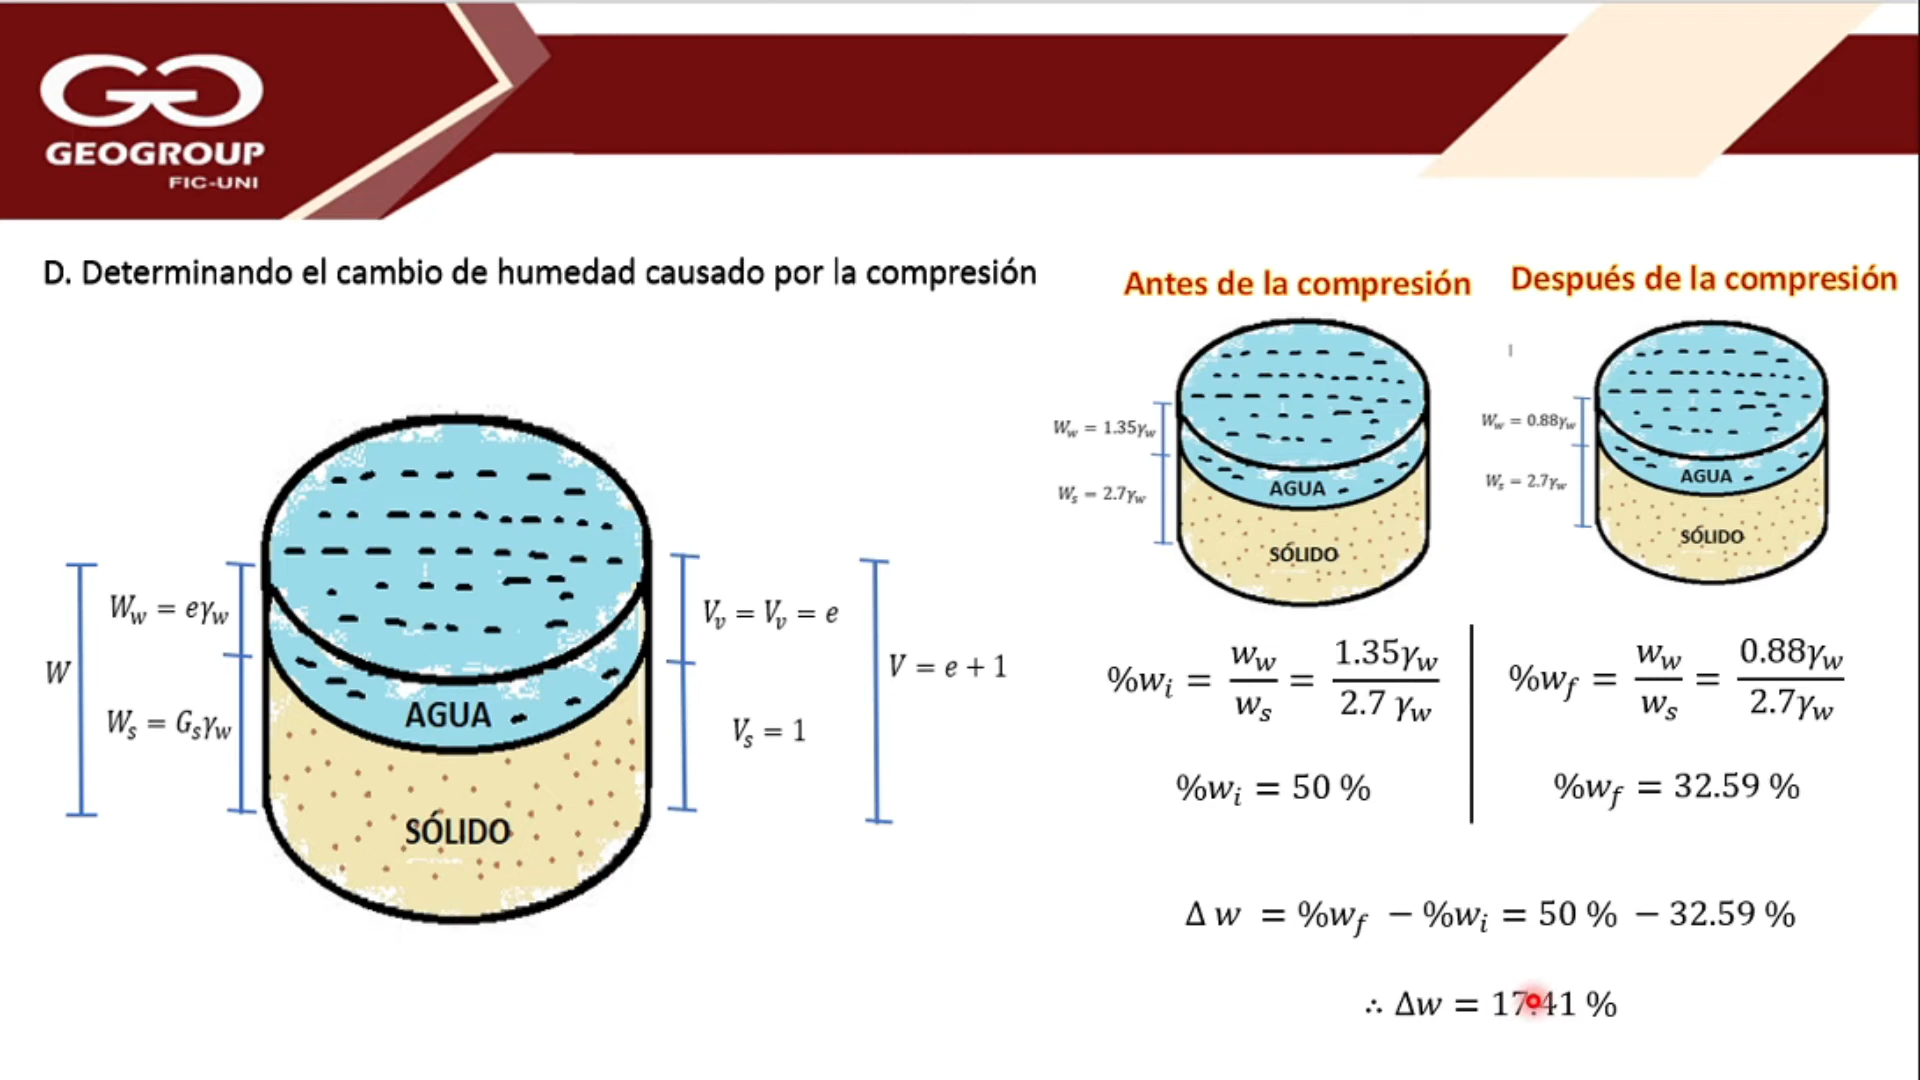 GEOGROUP
FIC-UNI
D. Determinando el cambio de humedad causado por la compresión
W
W_w = eγ_w
W_s = G_sγ_w
AGUA
SÓLIDO
V_v = V_v = e
V_s = 1
V = e + 1
Antes de la compresión
W_w = 1.35γ_w
W_s = 2.7γ_w
AGUA
SÓLIDO
%w_i = w_w / w_s = 1.35γ_w / 2.7 γ_w
%w_i = 50 %
Después de la compresión
W_w = 0.88γ_w
W_s = 2.7γ_w
AGUA
SÓLIDO
%w_f = w_w / w_s = 0.88γ_w / 2.7γ_w
%w_f = 32.59 %
Δ w = %w_f − %w_i = 50 % − 32.59 %
∴ Δw = 17.41 %